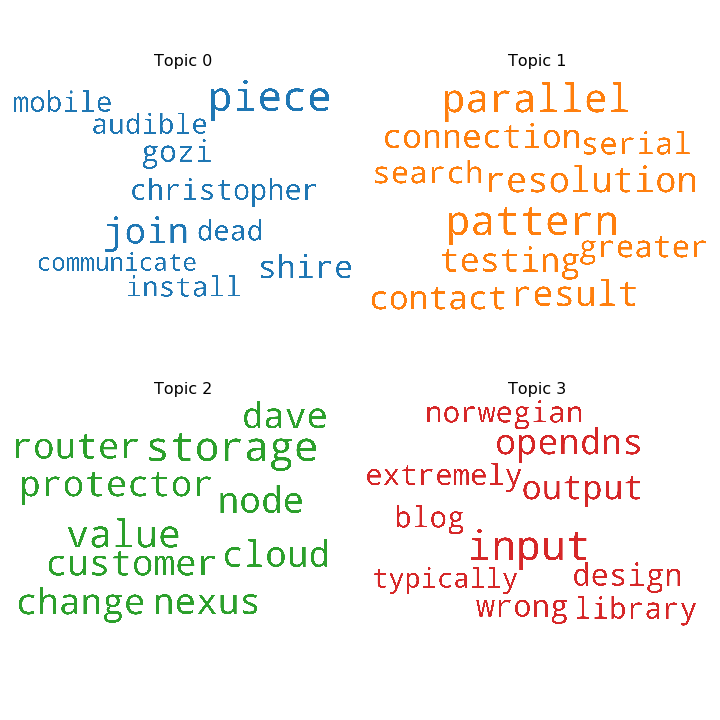 Topic 0
piece
mobile
audible
gozi
christopher
join dead
communicate
shire
install
Topic 1
parallel
connection serial
search resolution
pattern
greater
testing
contact result
Topic 2
dave
router storage
protector
node
value
customer cloud
change nexus
Topic 3
norwegian
opendns
extremely
output
blog
input
typically design
wrong library